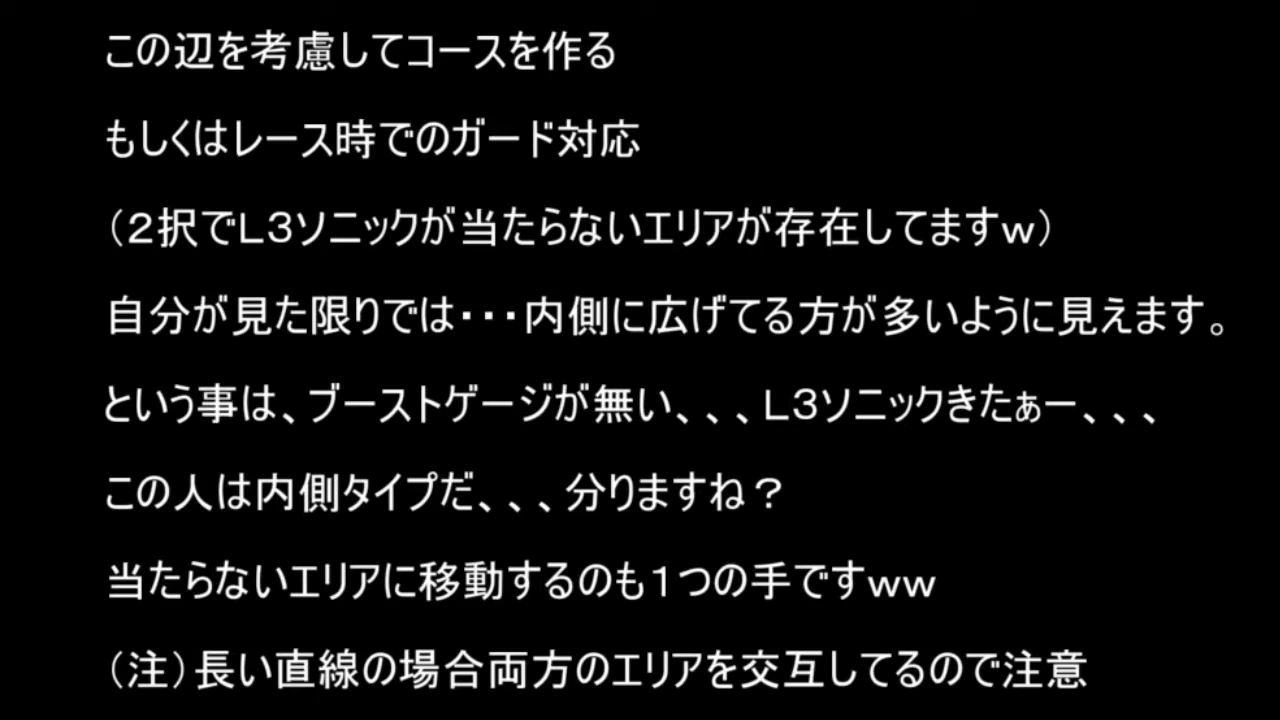 この辺を考慮してコースを作る
もしくはレース時でのガード対応
（２択でＬ３ソニックが当たらないエリアが存在してますｗ）
自分が見た限りでは・・・内側に広げてる方が多いように見えます。
という事は、ブーストゲージが無い、、、Ｌ３ソニックきたぁー、、、
この人は内側タイプだ、、、分りますね？
当たらないエリアに移動するのも１つの手ですｗｗ
（注）長い直線の場合両方のエリアを交互してるので注意